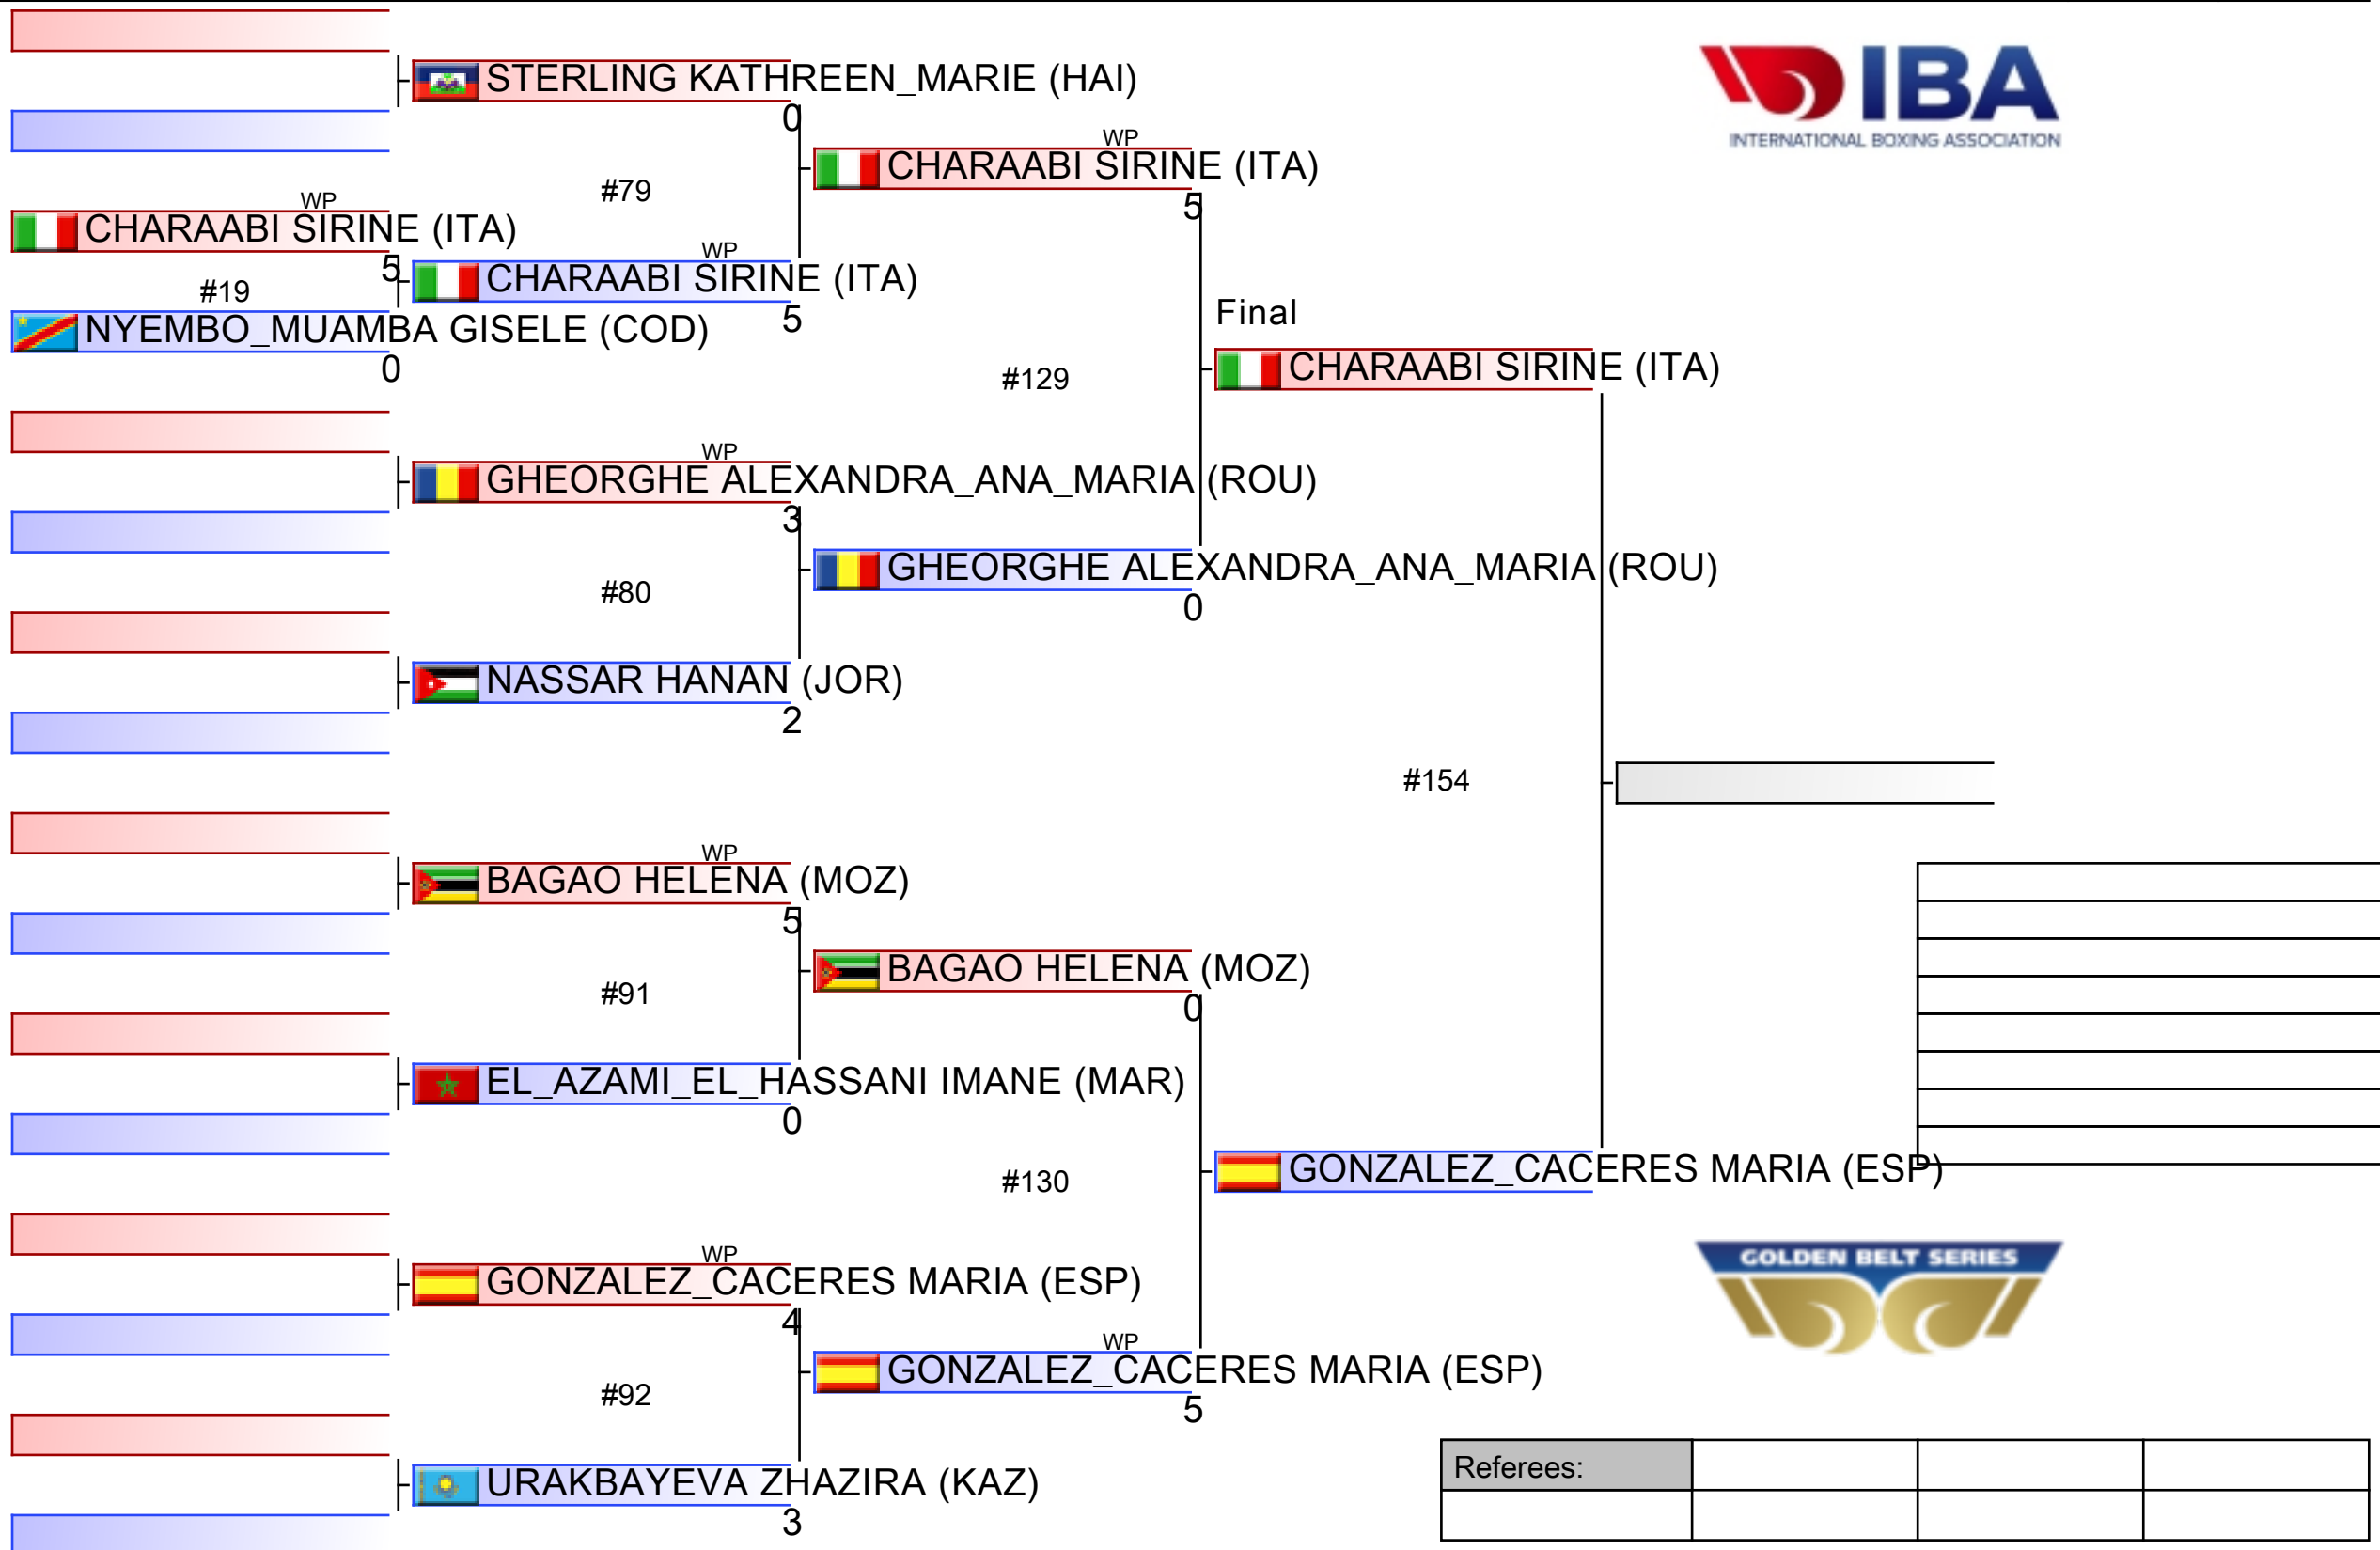 IBA
INTERNATIONAL BOXING ASSOCIATION
STERLING KATHREEN_MARIE (HAI)
0
WP
CHARAABI SIRINE (ITA)
5
#79
WP
CHARAABI SIRINE (ITA)
5
#19
WP
CHARAABI SIRINE (ITA)
5
NYEMBO_MUAMBA GISELE (COD)
0
Final
#129
CHARAABI SIRINE (ITA)
WP
GHEORGHE ALEXANDRA_ANA_MARIA (ROU)
3
GHEORGHE ALEXANDRA_ANA_MARIA (ROU)
0
#80
NASSAR HANAN (JOR)
2
#154
WP
BAGAO HELENA (MOZ)
5
BAGAO HELENA (MOZ)
0
#91
EL_AZAMI_EL_HASSANI IMANE (MAR)
0
#130
GONZALEZ_CACERES MARIA (ESP)
WP
GONZALEZ_CACERES MARIA (ESP)
4
WP
GONZALEZ_CACERES MARIA (ESP)
5
#92
URAKBAYEVA ZHAZIRA (KAZ)
3
GOLDEN BELT SERIES
Referees: